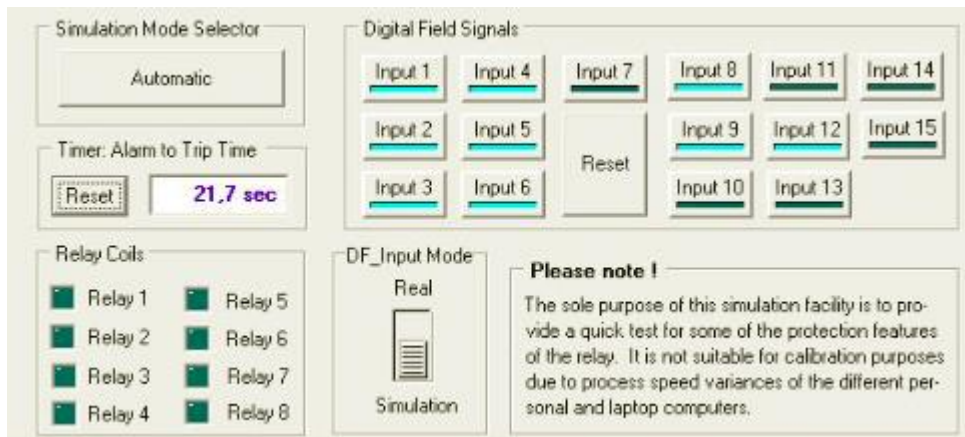 Simulation Mode Selector
Automatic
Timer: Alarm to Trip Time
Reset
21,7 sec
Digital Field Signals
Input 1
Input 4
Input 7
Input 8
Input 11
Input 14
Input 2
Input 5
Reset
Input 9
Input 12
Input 15
Input 3
Input 6
Input 10
Input 13
Relay Coils
Relay 1
Relay 5
Relay 2
Relay 6
Relay 3
Relay 7
Relay 4
Relay 8
DF_Input Mode
Real
Simulation
Please note !
The sole purpose of this simulation facility is to pro-
vide a quick test for some of the protection features
of the relay. It is not suitable for calibration purposes
due to process speed variances of the different per-
sonal and laptop computers.